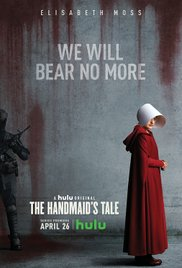 ELISABETH MOSS
WE WILL
BEAR NO MORE
A hulu ORIGINAL
THE HANDMAID'S TALE
SERIES PREMIERE
APRIL 26 hulu